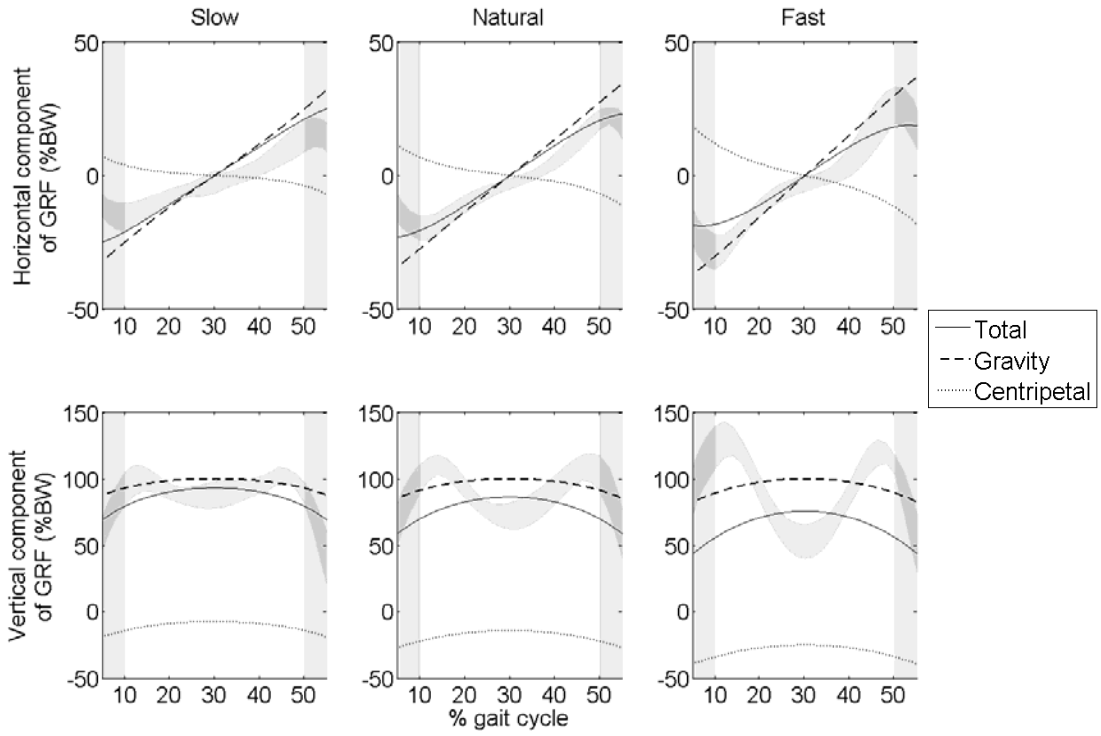 Slow
Natural
Fast
Horizontal component
of GRF (%BW)
50
0
-50
10 20 30 40 50
50
0
-50
10 20 30 40 50
50
0
-50
10 20 30 40 50
Total
Gravity
Centripetal
Vertical component
of GRF (%BW)
150
100
50
0
-50
10 20 30 40 50
150
100
50
0
-50
10 20 30 40 50
150
100
50
0
-50
10 20 30 40 50
% gait cycle